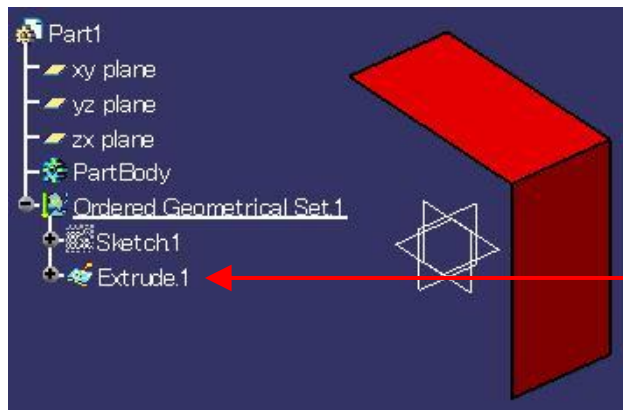 Part1
xy plane
yz plane
zx plane
PartBody
Ordered Geometrical Set.1
Sketch.1
Extrude.1